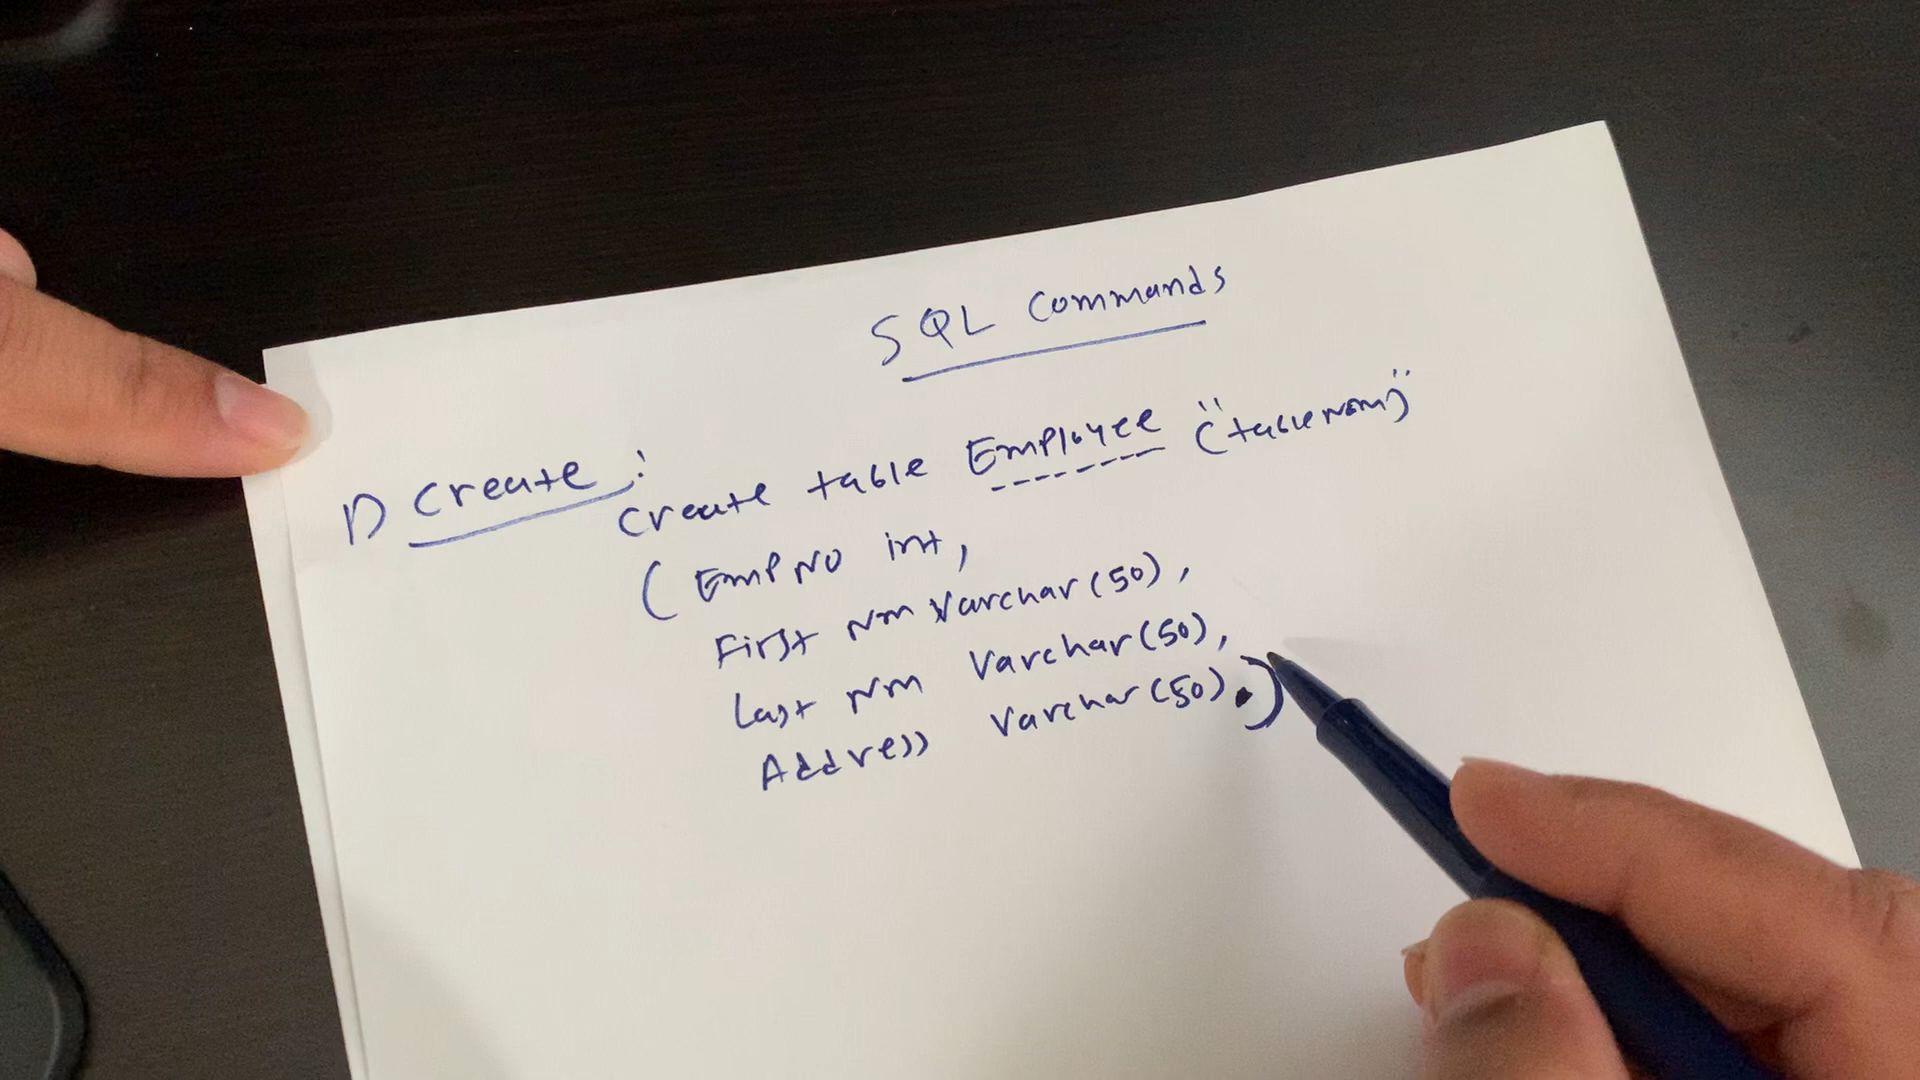 SQL Commands
1) Create: Create table Employee "(table Nam)"
(EmpNo int,
First Nm Varchar(50),
Last Nm Varchar(50),
Address Varchar(50).)